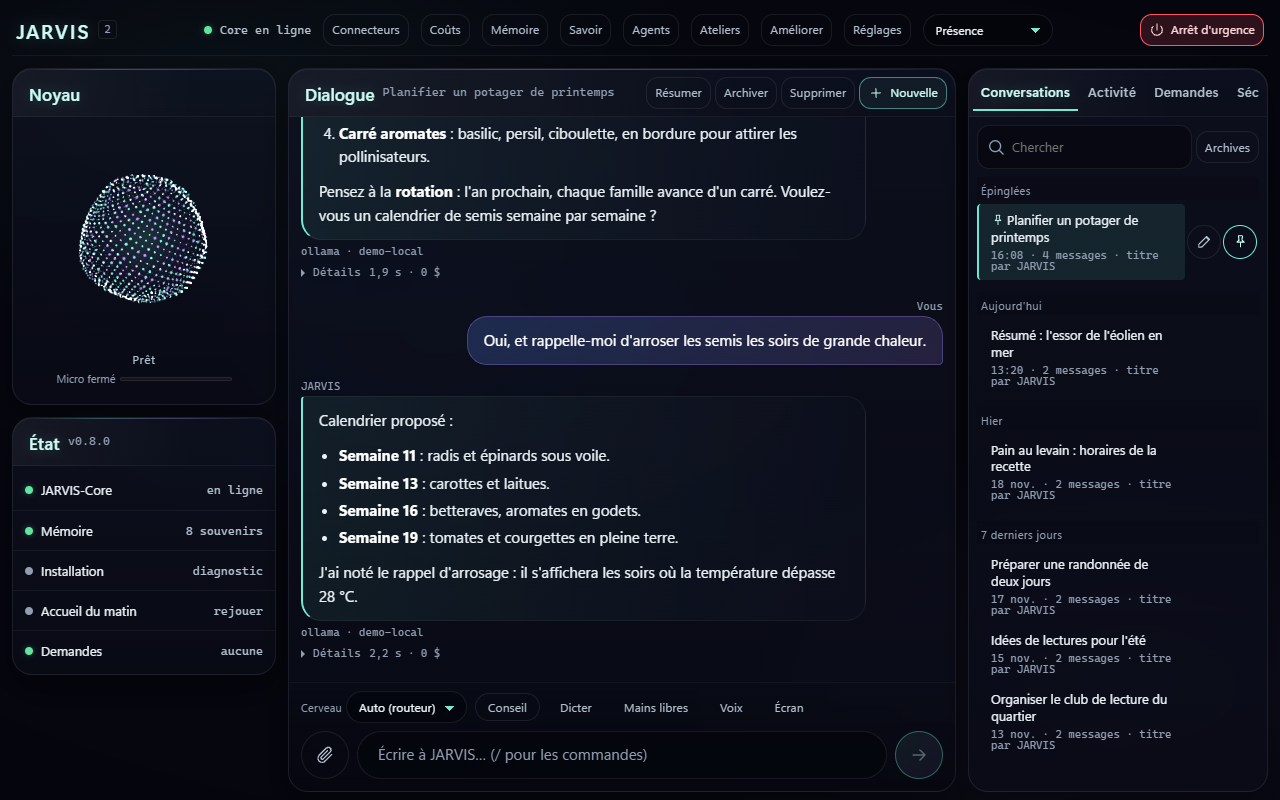 JARVIS 2
Core en ligne
Connecteurs
Coûts
Mémoire
Savoir
Agents
Ateliers
Améliorer
Réglages
Présence
Arrêt d'urgence
Noyau
Prêt
Micro fermé
État v0.8.0
JARVIS-Core en ligne
Mémoire 8 souvenirs
Installation diagnostic
Accueil du matin rejouer
Demandes aucune
Dialogue Planifier un potager de printemps
Résumer
Archiver
Supprimer
+ Nouvelle
4. Carré aromates : basilic, persil, ciboulette, en bordure pour attirer les
pollinisateurs.
Pensez à la rotation : l'an prochain, chaque famille avance d'un carré. Voulez-
vous un calendrier de semis semaine par semaine ?
ollama · demo-local
Détails 1,9 s · 0 $
Vous
Oui, et rappelle-moi d'arroser les semis les soirs de grande chaleur.
JARVIS
Calendrier proposé :
• Semaine 11 : radis et épinards sous voile.
• Semaine 13 : carottes et laitues.
• Semaine 16 : betteraves, aromates en godets.
• Semaine 19 : tomates et courgettes en pleine terre.
J'ai noté le rappel d'arrosage : il s'affichera les soirs où la température dépasse
28 °C.
ollama · demo-local
Détails 2,2 s · 0 $
Cerveau
Auto (routeur)
Conseil
Dicter
Mains libres
Voix
Écran
Écrire à JARVIS... (/ pour les commandes)
Conversations
Activité
Demandes
Séc
Chercher
Archives
Épinglées
Planifier un potager de
printemps
16:08 · 4 messages · titre
par JARVIS
Aujourd'hui
Résumé : l'essor de l'éolien en
mer
13:20 · 2 messages · titre
par JARVIS
Hier
Pain au levain : horaires de la
recette
18 nov. · 2 messages · titre
par JARVIS
7 derniers jours
Préparer une randonnée de
deux jours
17 nov. · 2 messages · titre
par JARVIS
Idées de lectures pour l'été
15 nov. · 2 messages · titre
par JARVIS
Organiser le club de lecture du
quartier
13 nov. · 2 messages · titre
par JARVIS